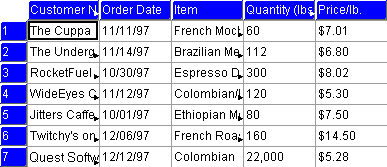 Customer N Order Date Item Quantity (lbs Price/lb.
1 The Cuppa 11/11/97 French Moc 60 $7.01
2 The Underg 11/14/97 Brazilian Me 112 $6.80
3 RocketFuel 10/30/97 Espresso D 300 $8.02
4 WideEyes C 11/12/97 Colombian/ 120 $5.30
5 Jitters Caffe 10/01/97 Ethiopian M 80 $7.50
6 Twitchy's on 12/06/97 French Roa 160 $14.50
7 Quest Softw 12/12/97 Colombian 22,000 $5.28